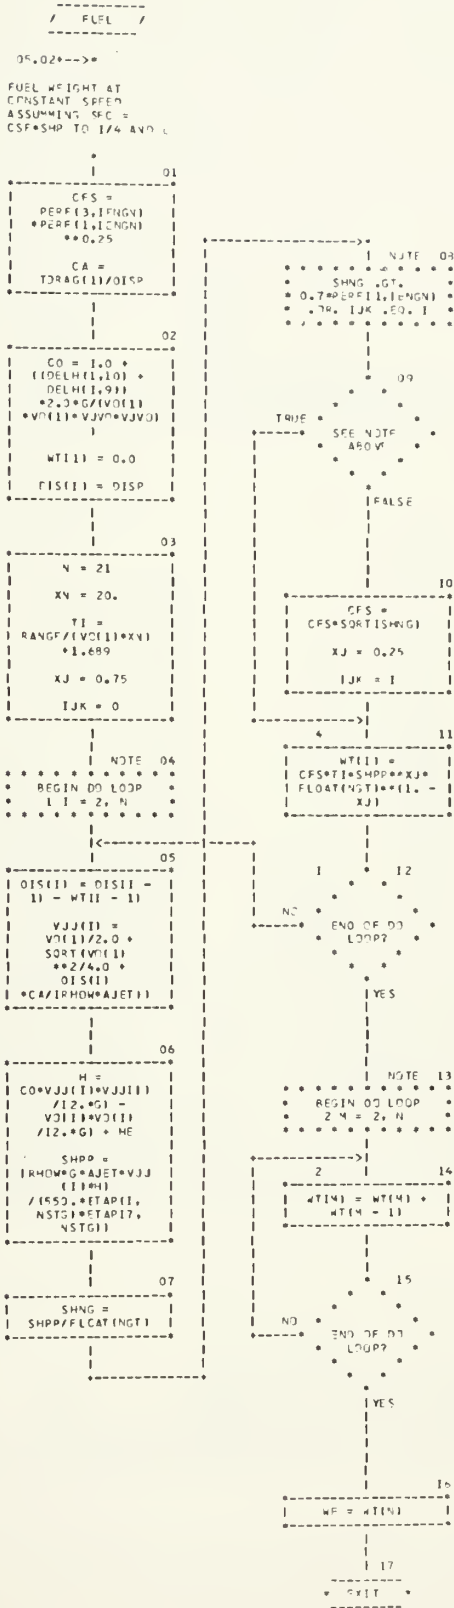 / FUEL /
05.02*-->*
FUEL WEIGHT AT
CONSTANT SPEED
ASSUMMING SFC =
CSF*SHP TO 1/4 AND
01
CFS =
PERF(3,IENGN)
*PERF(1,IENGN)
**0.25
CA =
TDRAG(1)/DISP
02
CO = 1.0 +
((DELH(1,10) +
DELH(1,9))
*2.0*G/(VO(1)
*VO(1)*VJVO*VJVO)
)
WT(1) = 0.0
DIS(1) = DISP
03
N = 21
XN = 20.
TI =
RANGE/(VO(1)*XN)
*1.689
XJ = 0.75
IJK = 0
NOTE 04
BEGIN DO LOOP
1 I = 2, N
05
DIS(I) = DIS(I -
1) - WT(I - 1)
VJJ(I) =
VO(1)/2.0 +
SQRT(VO(1)
**2/4.0 +
DIS(I)
*CA/(RHOW*AJET))
06
H =
CO*VJJ(I)*VJJ(I)
/(2.*G) -
VO(1)*VO(1)
/(2.*G) + HE
SHPP =
(RHOW*G*AJET*VJJ
(I)*H)
/(550.*ETAP(1,
NSTG)*ETAP(7,
NSTG))
07
SHNG =
SHPP/FLOAT(NGT)
NOTE 08
SHNG .GT.
0.7*PERF(1,IENGN)
.OR. IJK .EQ. 1
09
TRUE
SEE NOTE
ABOVE
FALSE
10
CFS =
CFS*SQRT(SHNG)
XJ = 0.25
IJK = 1
4 11
WT(I) =
CFS*TI*SHPP**XJ*
FLOAT(NGT)**(1. -
XJ)
1 12
NO
END OF DO
LOOP?
YES
NOTE 13
BEGIN DO LOOP
2 M = 2, N
2 14
WT(M) = WT(M) +
WT(M - 1)
15
NO
END OF DO
LOOP?
YES
16
WF = WT(N)
17
* EXIT *